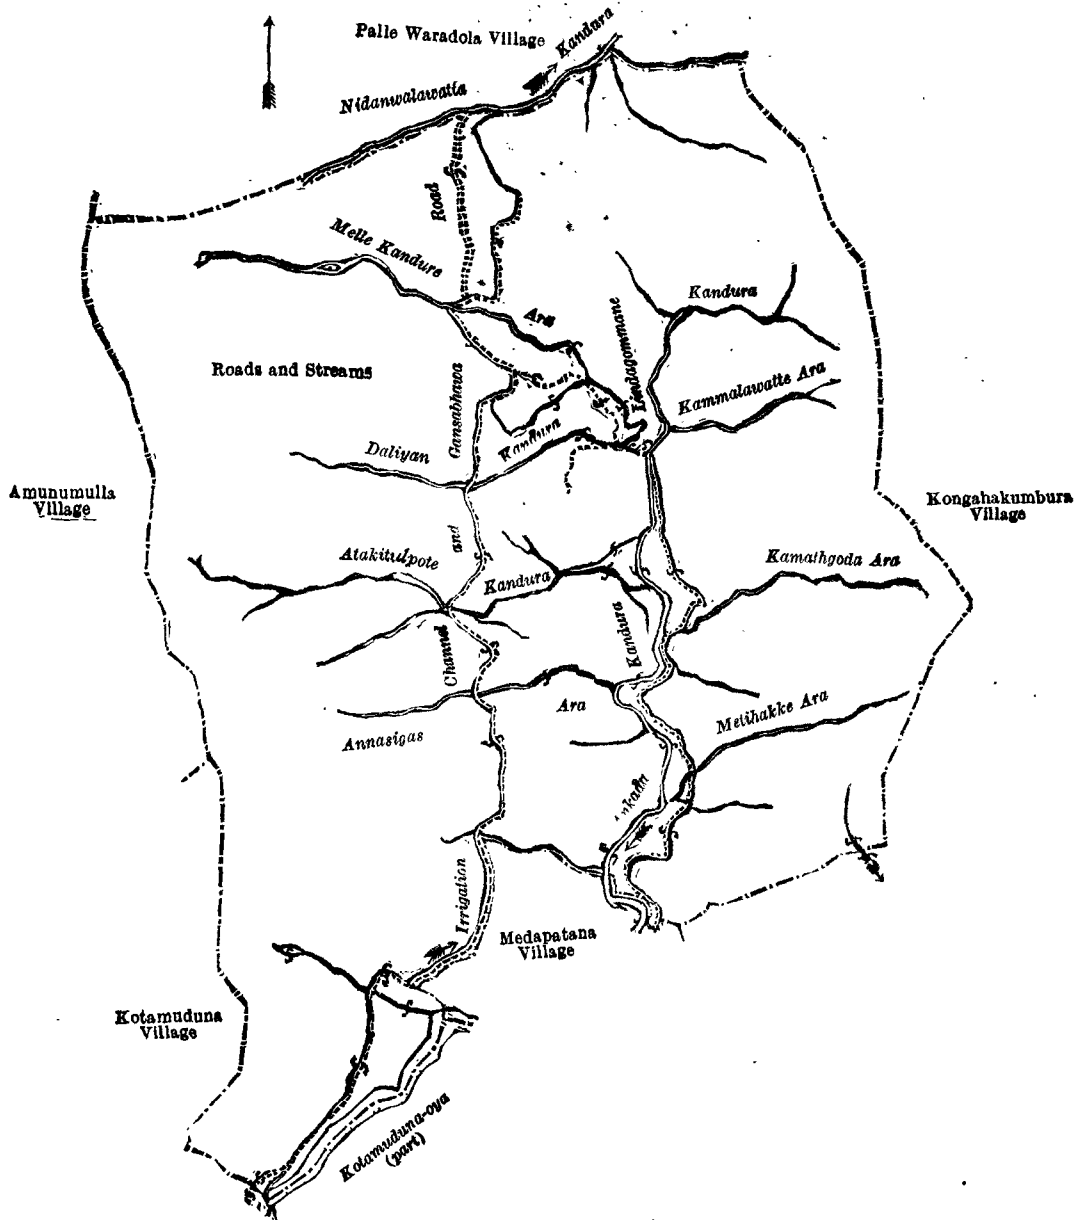 Palle Waradola Village
Nidanwalawatta Kandura
Road
Melle Kandure
Ara
Kandura
Lindagommane
Roads and Streams
Kammalawatte Ara
Gansabhawa
Daliyan
Kandura
Amunumulla
Village
Kongahakumbura
Village
and
Atakitulpote
Kandura
Kamathgoda Ara
Channel
Kandura
Ara
Annasigas
Metihakke Ara
Irrigation
Medapatana
Village
Kotamuduna
Village
Kotamuduna-oya
(part)